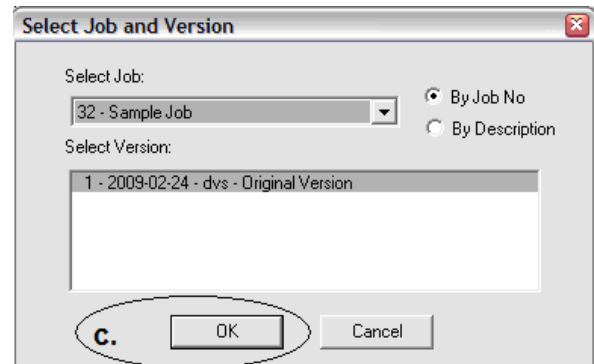 Select Job and Version
Select Job:
32 - Sample Job
By Job No
By Description
Select Version:
1 - 2009-02-24 - dvs - Original Version
c. OK Cancel